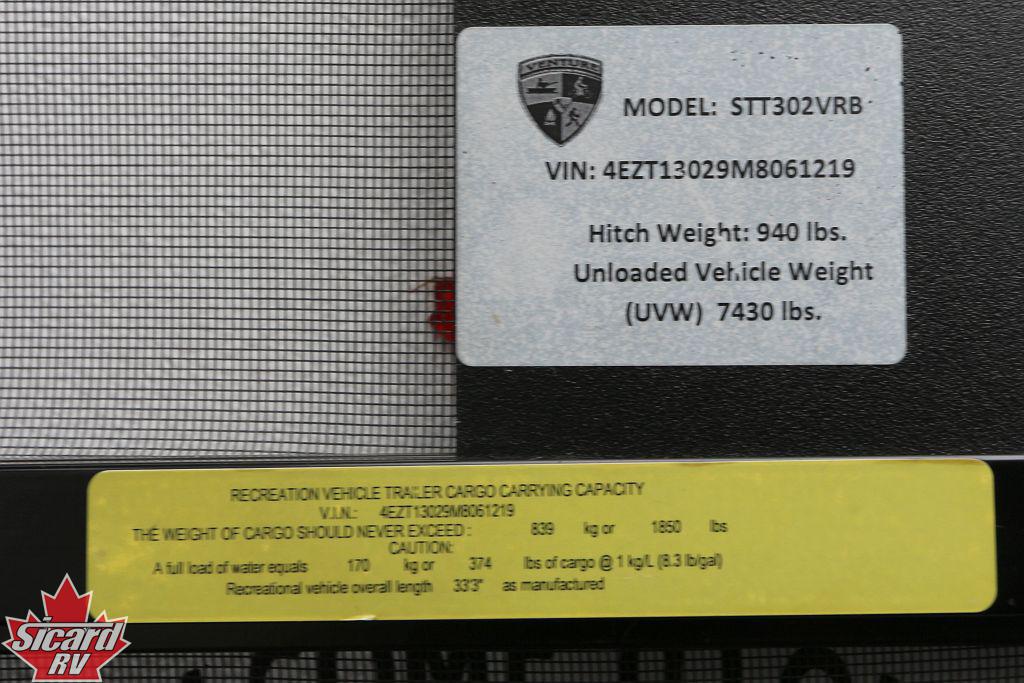 VENTURE
MODEL: STT302VRB
VIN: 4EZT13029M8061219
Hitch Weight: 940 lbs.
Unloaded Vehicle Weight
(UVW) 7430 lbs.
RECREATION VEHICLE TRAILER CARGO CARRYING CAPACITY
V.I.N.: 4EZT13029M8061219
THE WEIGHT OF CARGO SHOULD NEVER EXCEED : 839 kg or 1850 lbs
CAUTION:
A full load of water equals 170 kg or 374 lbs of cargo @ 1 kg/L (8.3 lb/gal)
Recreational vehicle overall length 33'3" as manufactured
Sicard
RV